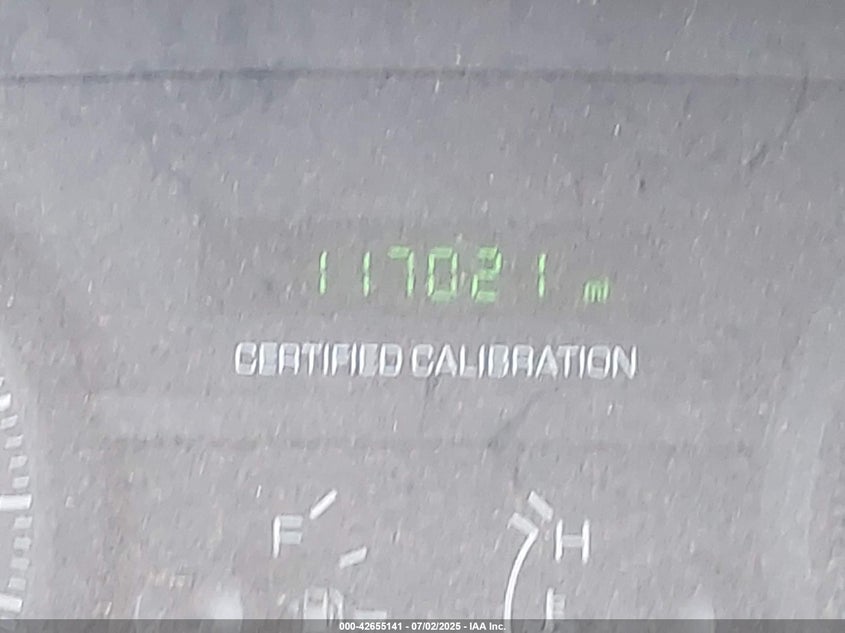 117021 mi
CERTIFIED CALIBRATION
F H
000-42655141 - 07/02/2025 - IAA Inc.